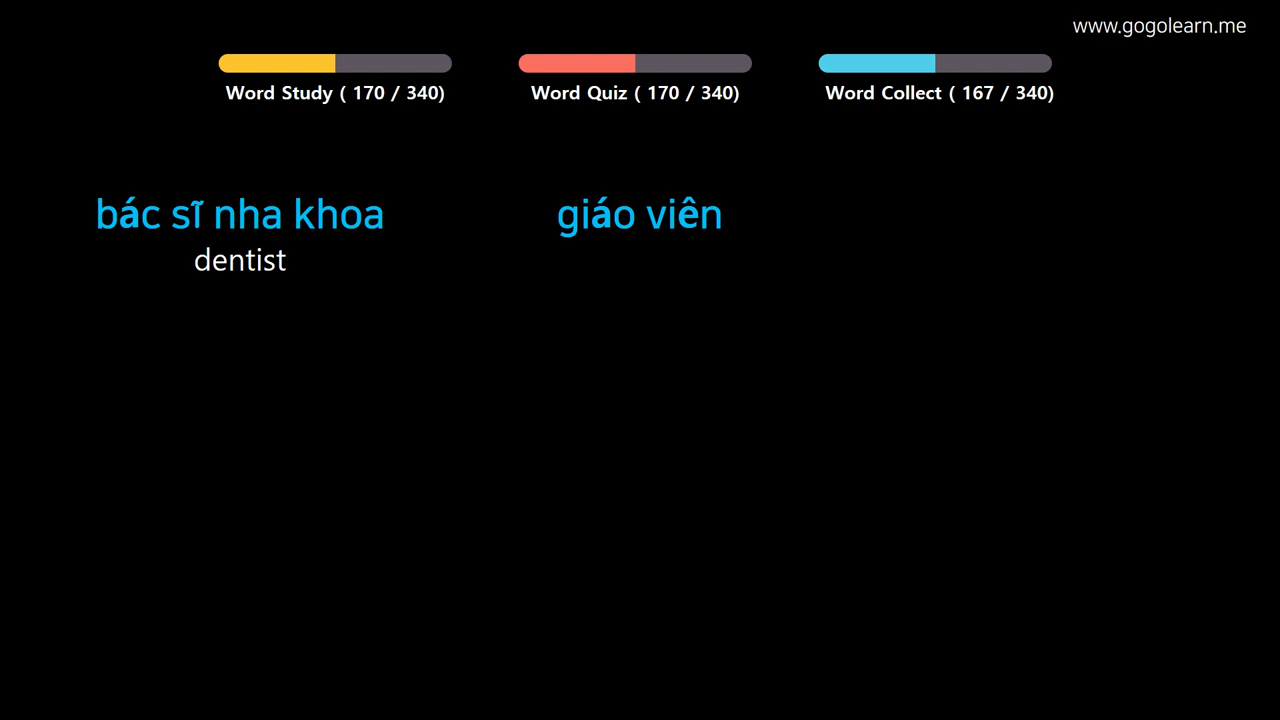 www.gogolearn.me
Word Study ( 170 / 340)
Word Quiz ( 170 / 340)
Word Collect ( 167 / 340)
bác sĩ nha khoa
dentist
giáo viên